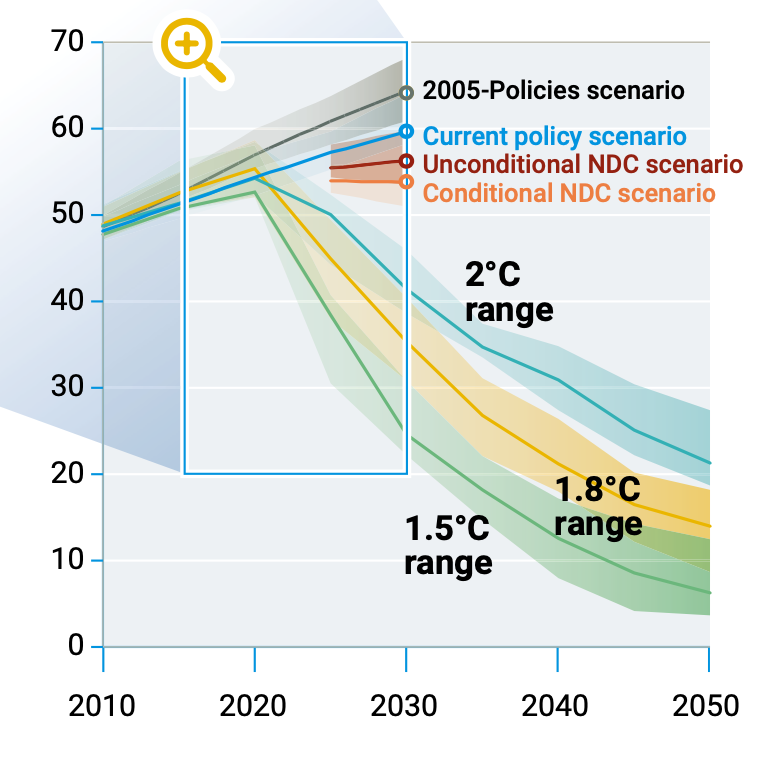 70
60
50
40
30
20
10
0
2005-Policies scenario
Current policy scenario
Unconditional NDC scenario
Conditional NDC scenario
2°C
range
1.8°C
range
1.5°C
range
2010 2020 2030 2040 2050